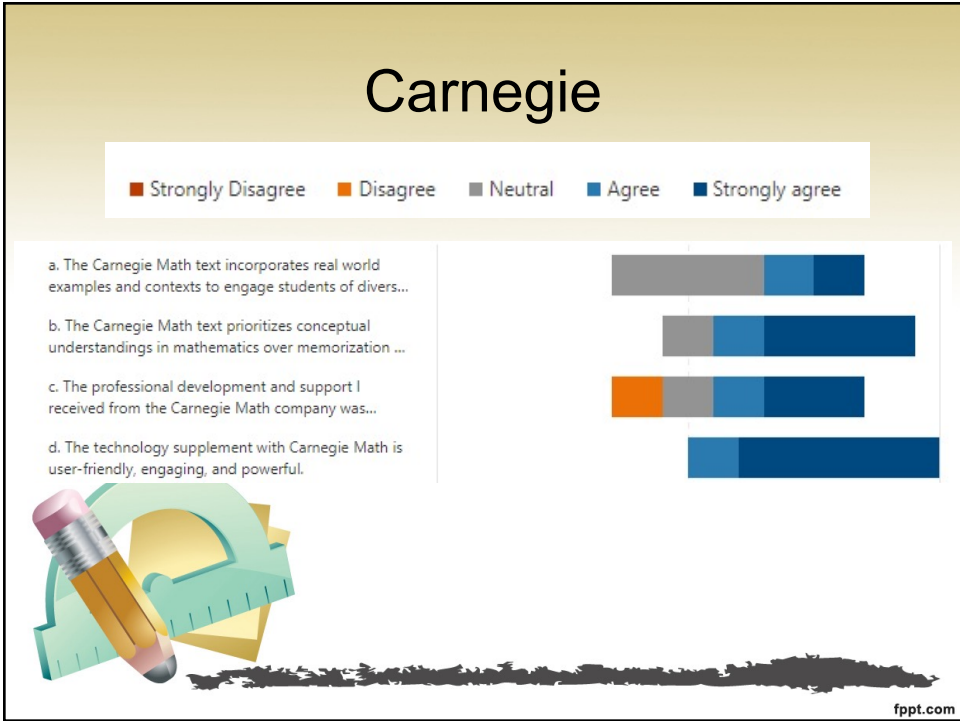 Carnegie
Strongly Disagree Disagree Neutral Agree Strongly agree
a. The Carnegie Math text incorporates real world
examples and contexts to engage students of divers...
b. The Carnegie Math text prioritizes conceptual
understandings in mathematics over memorization ...
c. The professional development and support I
received from the Carnegie Math company was...
d. The technology supplement with Carnegie Math is
user-friendly, engaging, and powerful.
fppt.com